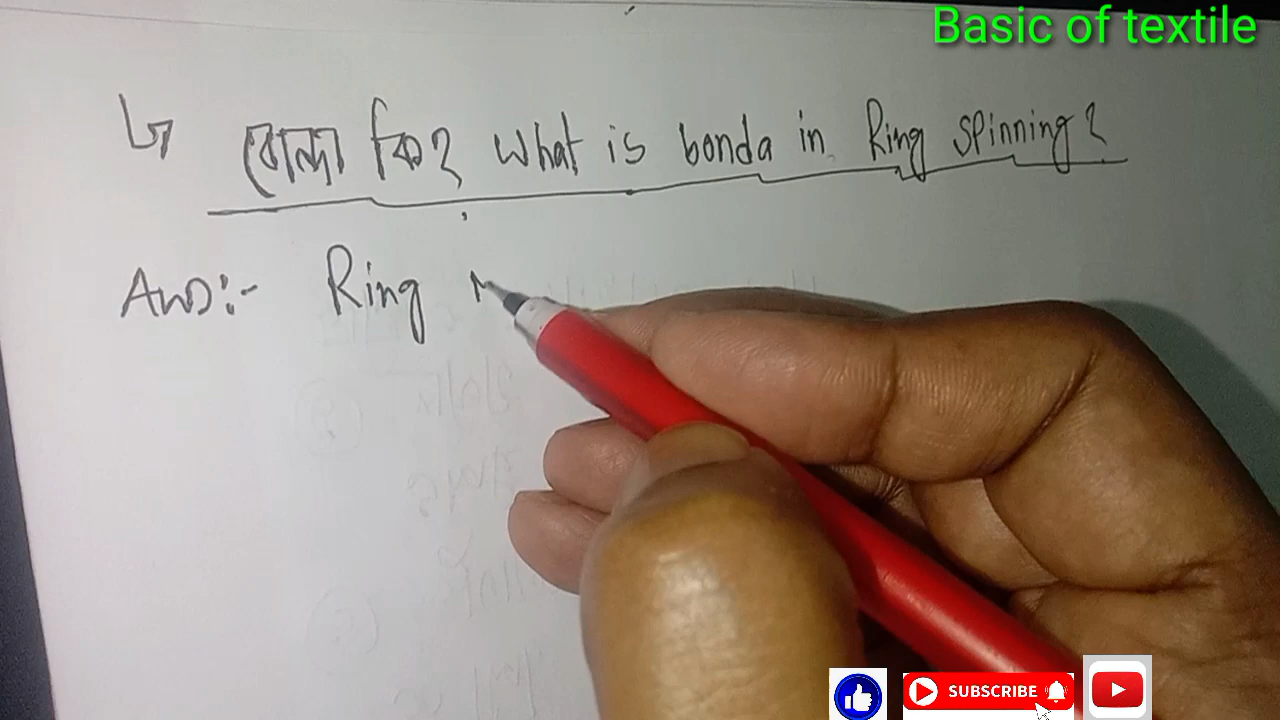 Basic of textile
বোন্দা কি? What is bonda in Ring Spinning?
Ans:- Ring
SUBSCRIBE